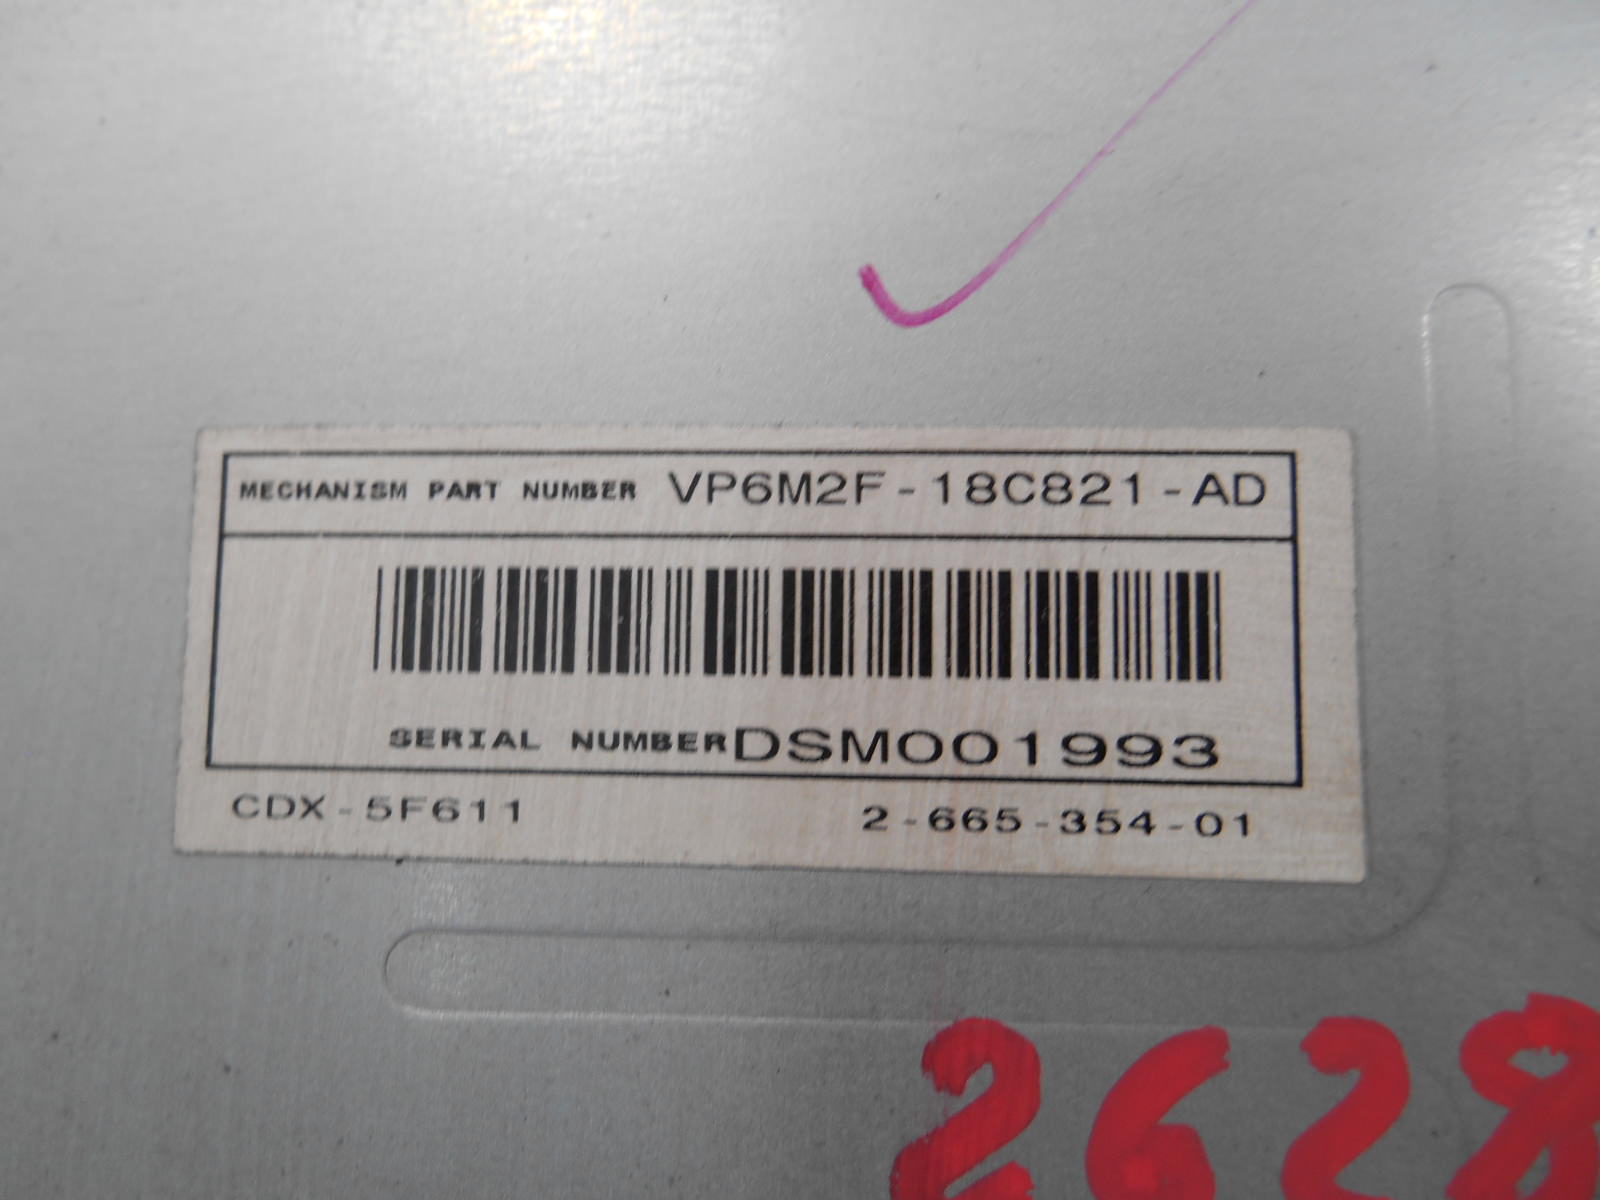 MECHANISM PART NUMBER VP6M2F-18C821-AD
SERIAL NUMBER DSM001993
CDX-5F611 2-665-354-01
2628